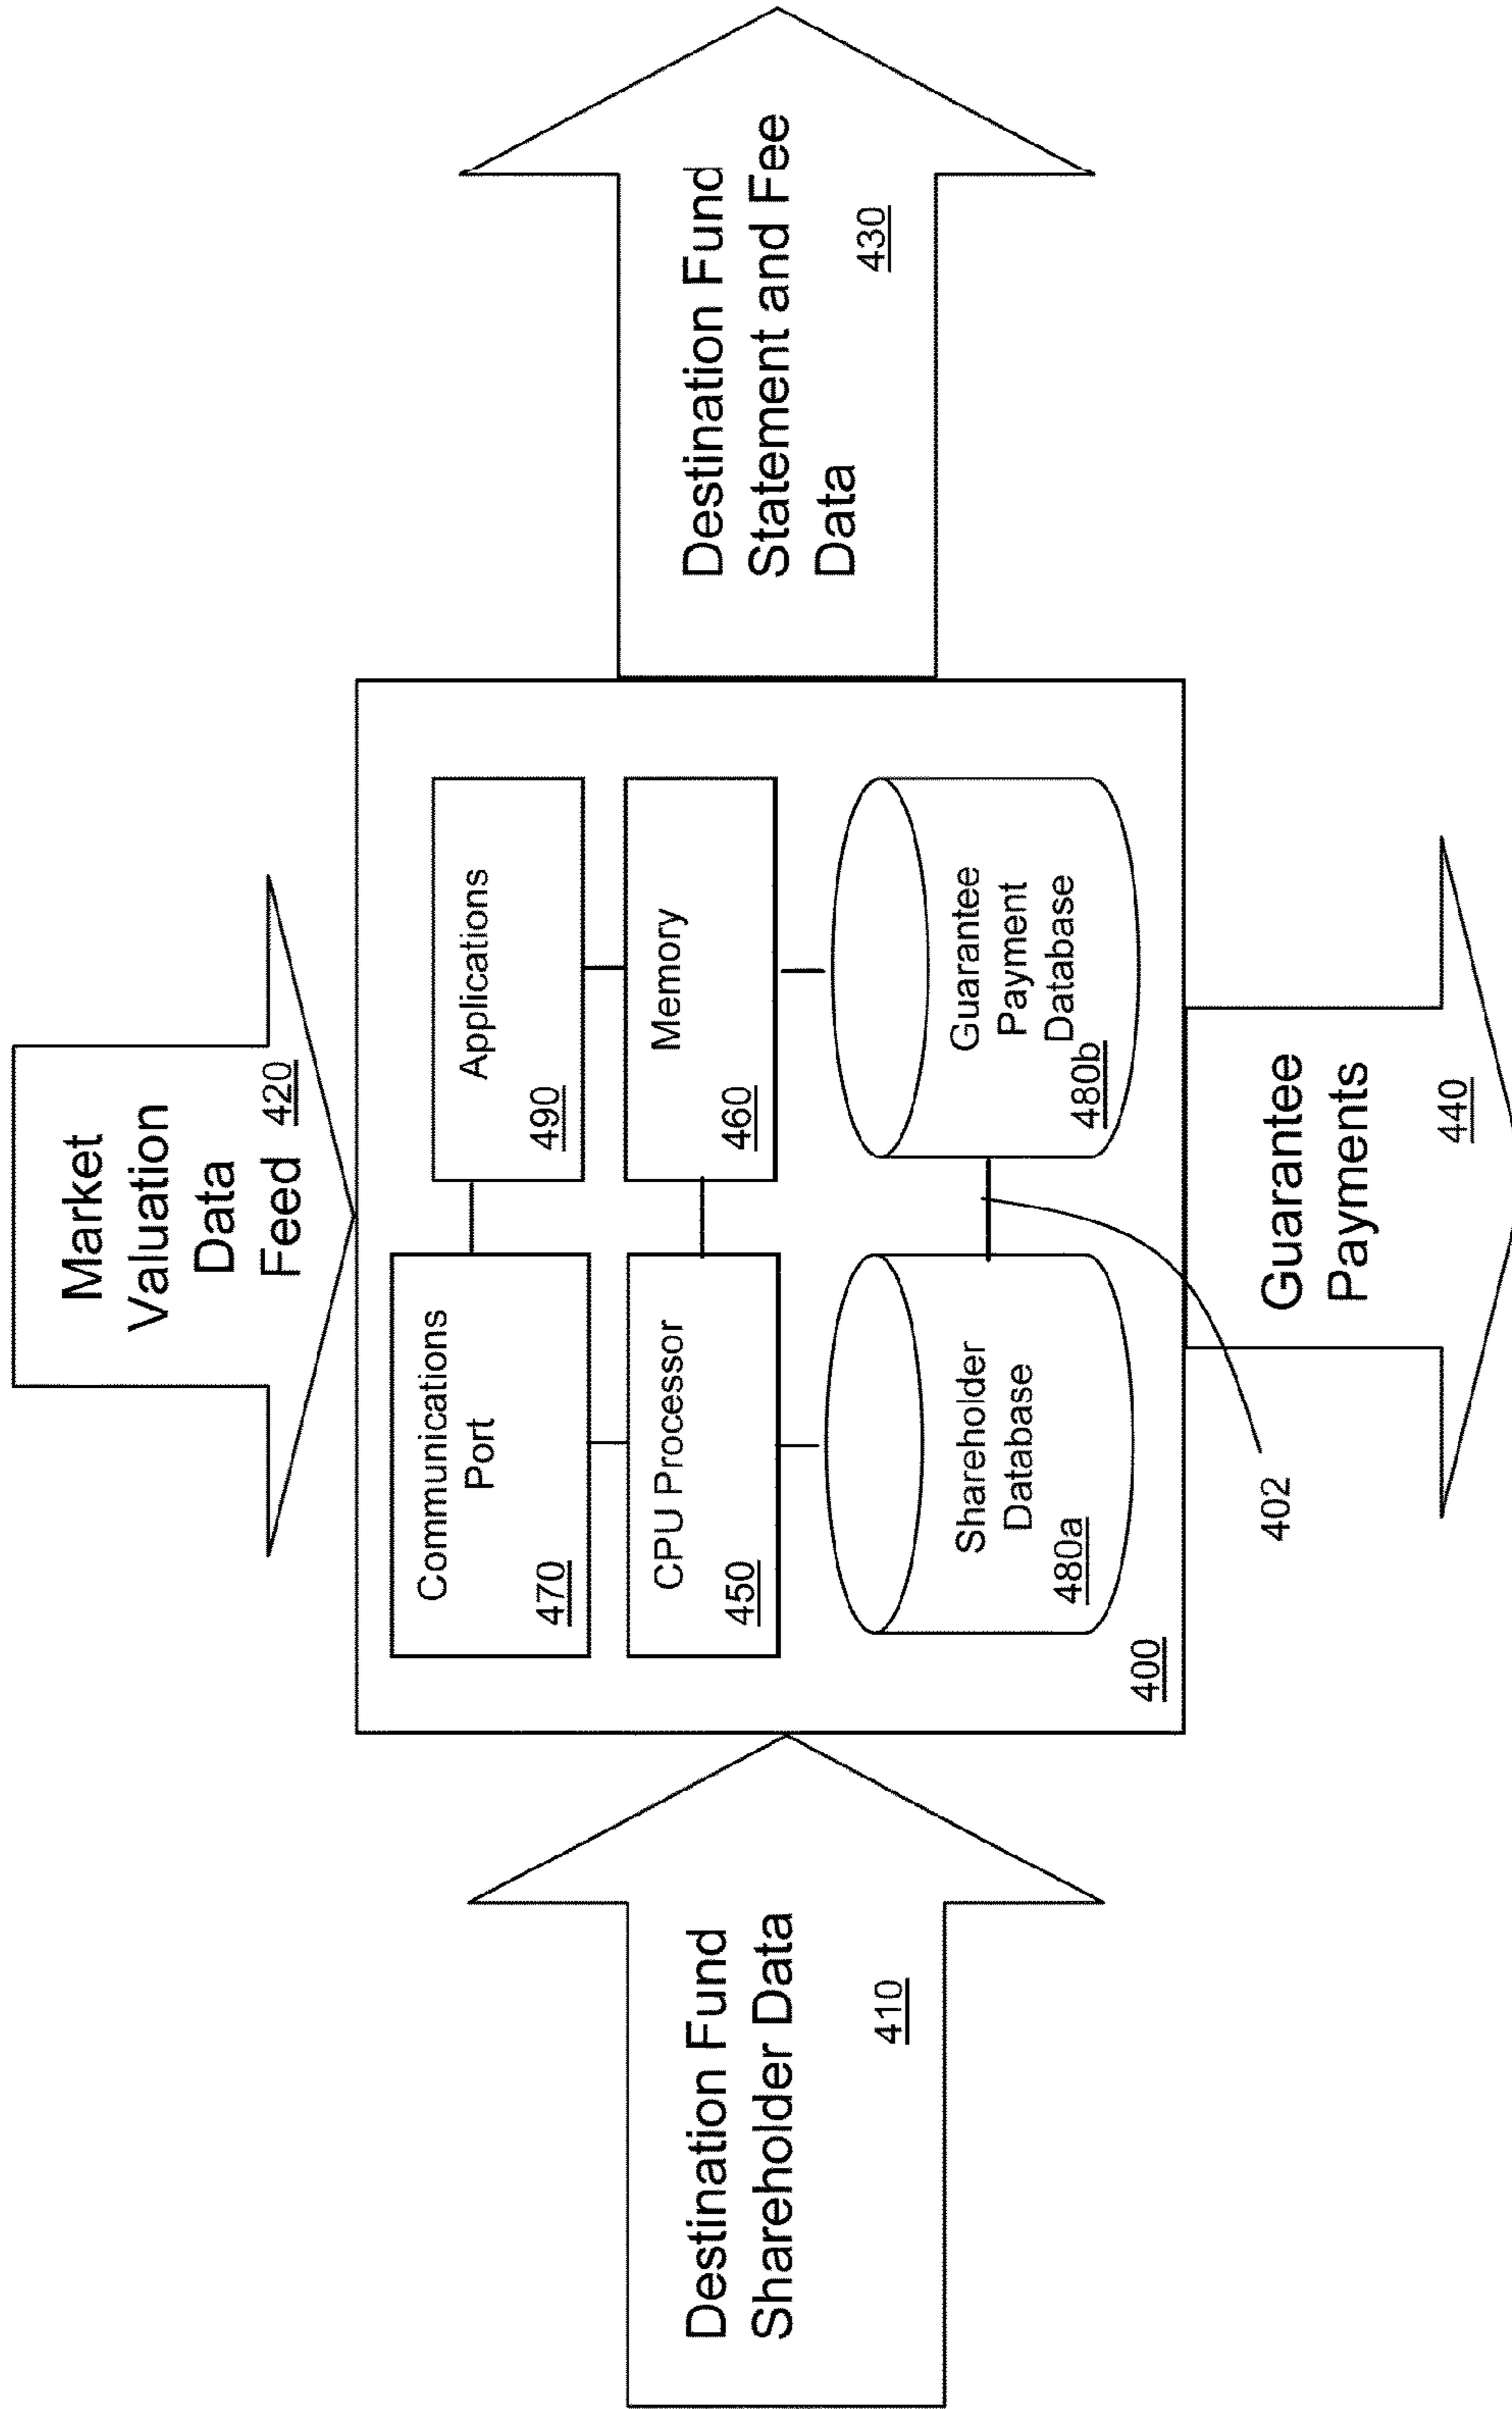 Market
Valuation
Data
Feed 420
Destination Fund
Shareholder Data
410
Communications
Port
470
Applications
490
CPU Processor
450
Memory
460
Shareholder
Database
480a
Guarantee
Payment
Database
480b
400
402
Destination Fund
Statement and Fee
Data
430
Guarantee
Payments
440